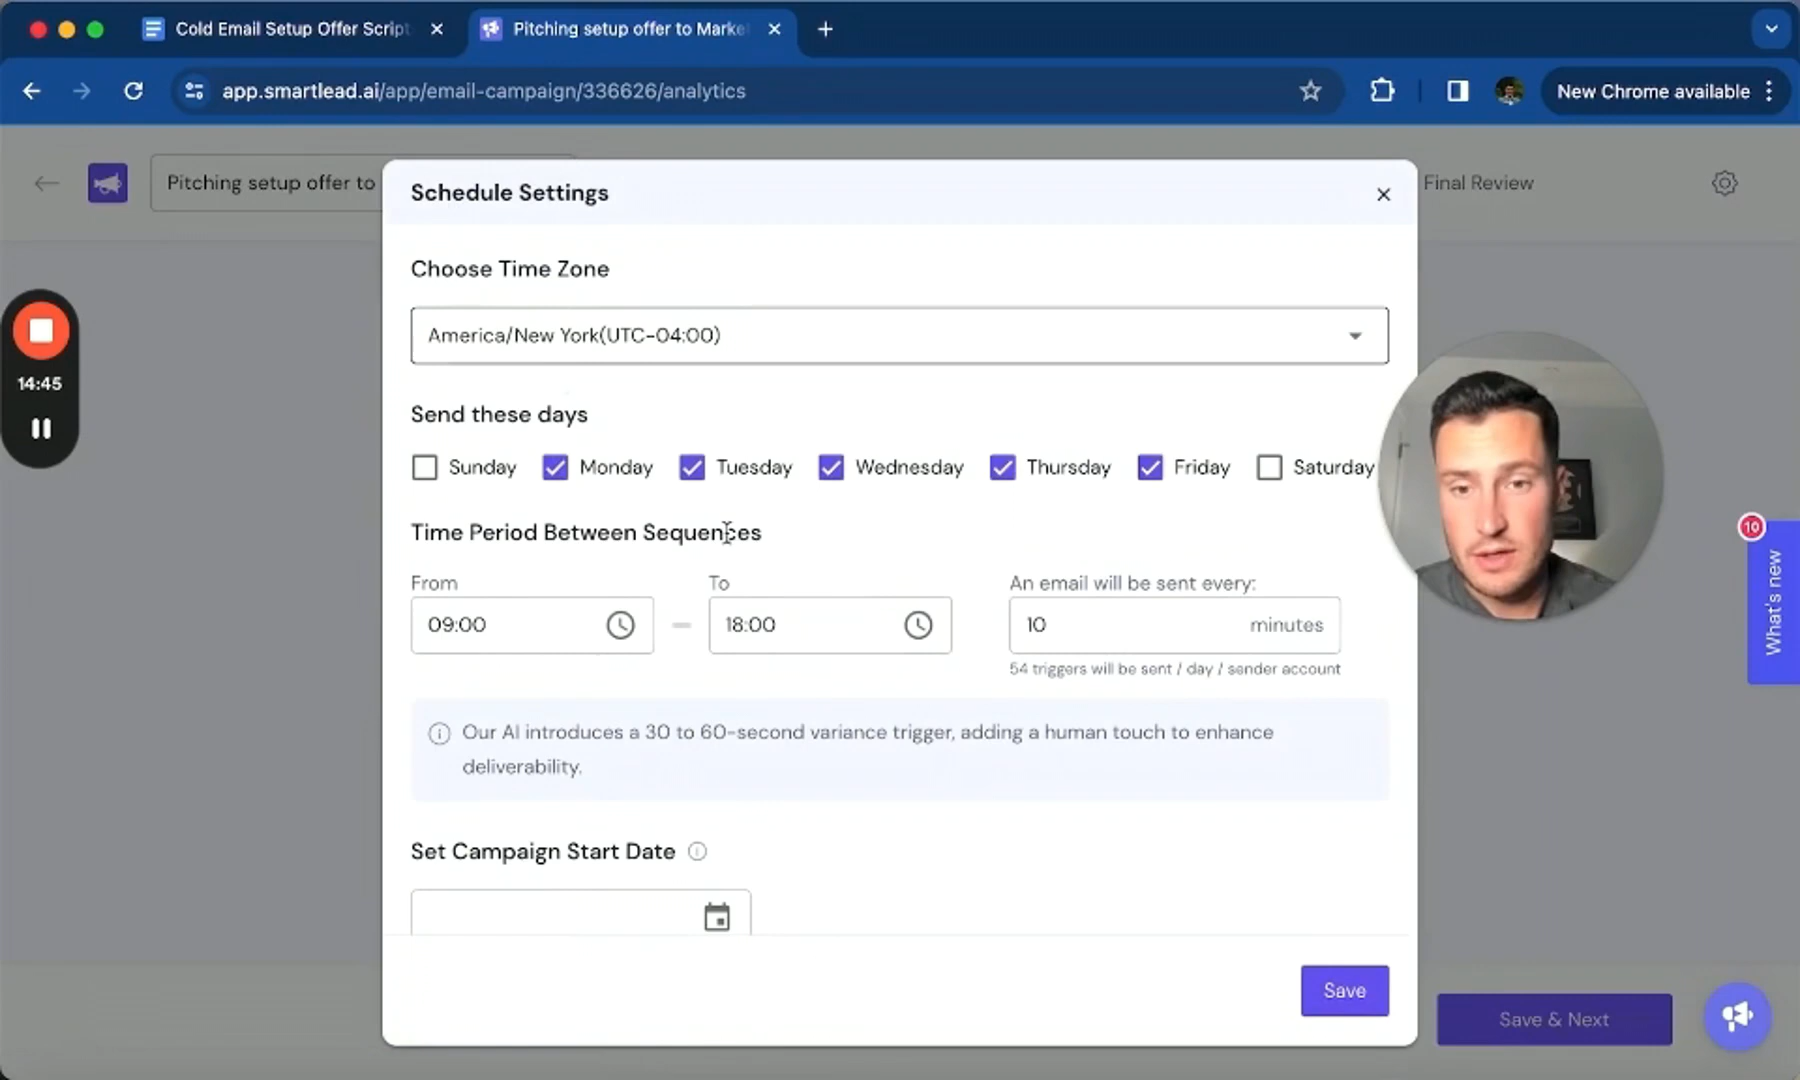 Cold Email Setup Offer Script
Pitching setup offer to Marke
app.smartlead.ai/app/email-campaign/336626/analytics
New Chrome available
Pitching setup offer to
Schedule Settings
Final Review
Choose Time Zone
America/New York(UTC-04:00)
14:45
Send these days
Sunday Monday Tuesday Wednesday Thursday Friday Saturday
Time Period Between Sequences
10
What's new
From To An email will be sent every:
09:00 18:00 10 minutes
54 triggers will be sent / day / sender account
Our AI introduces a 30 to 60-second variance trigger, adding a human touch to enhance
deliverability.
Set Campaign Start Date
Save
Save & Next